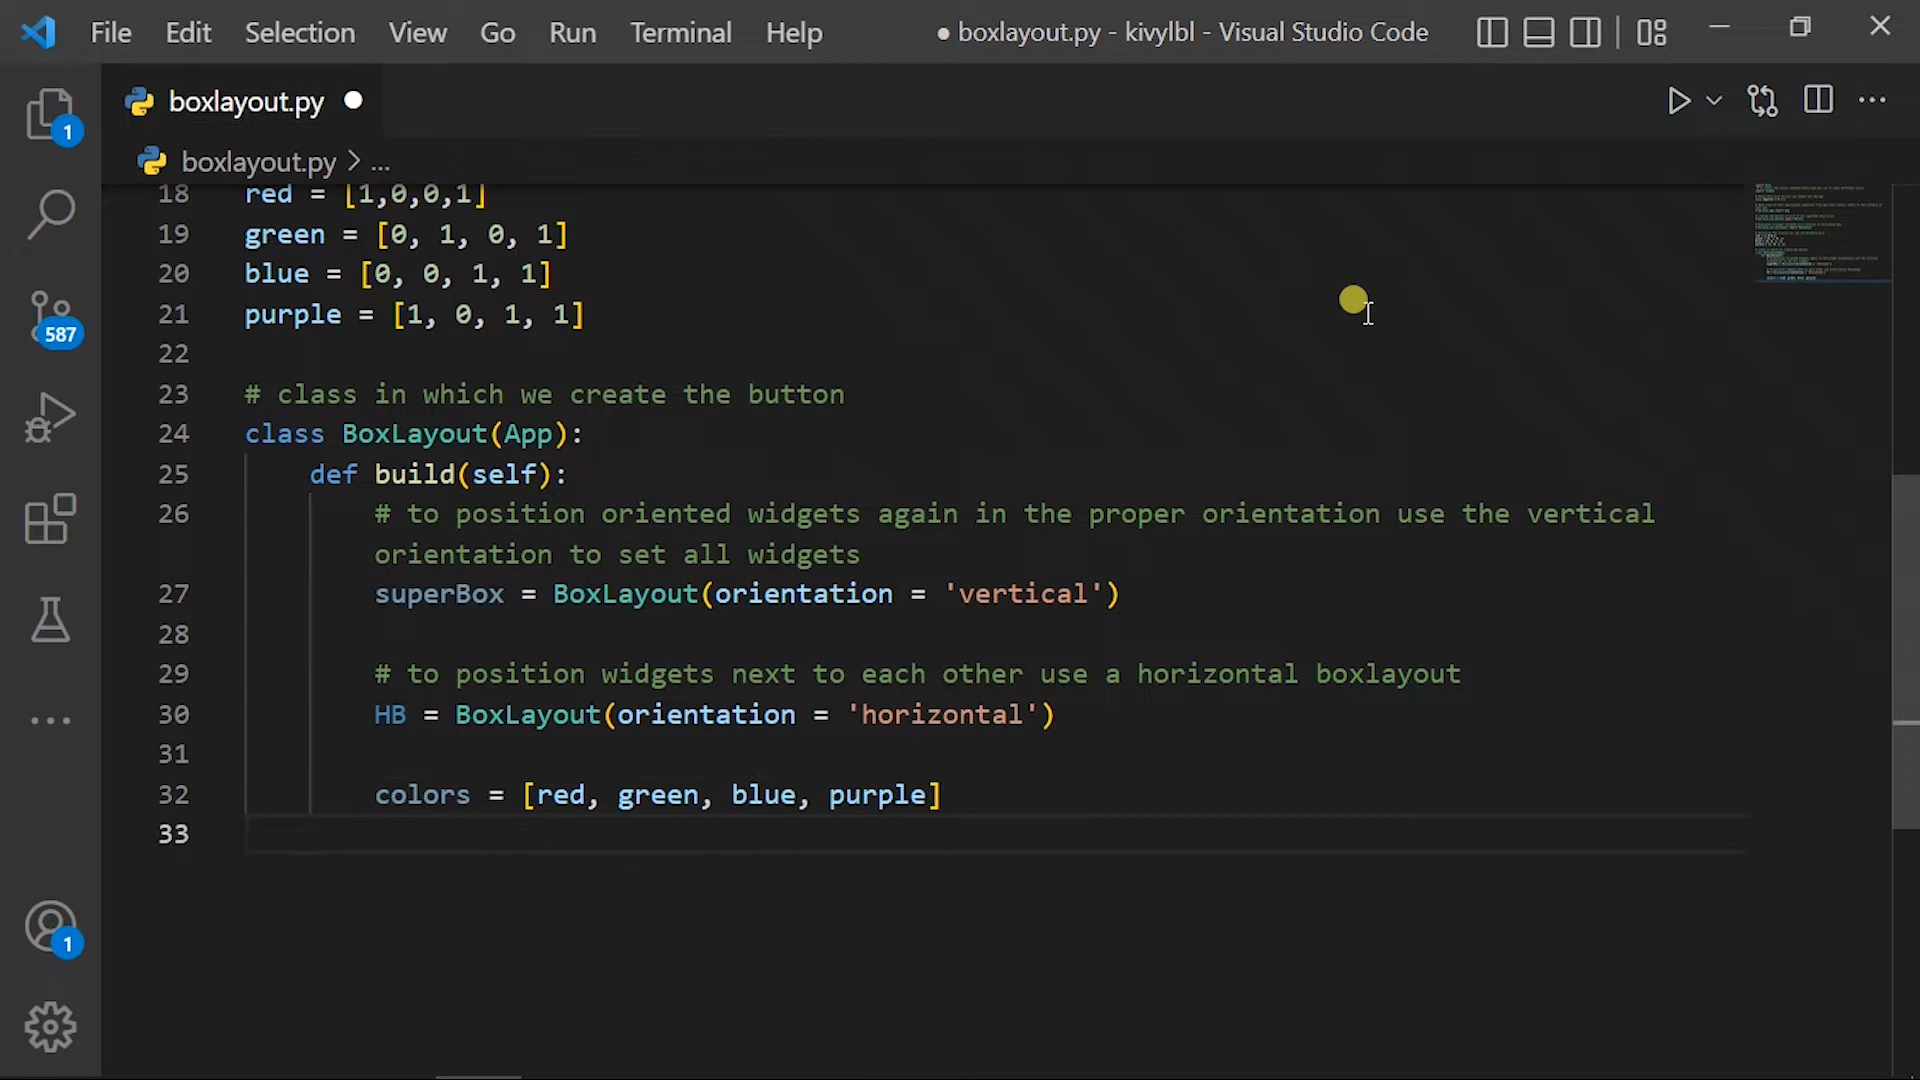 File Edit Selection View Go Run Terminal Help ● boxlayout.py - kivylbl - Visual Studio Code
boxlayout.py
1
boxlayout.py > ...
18 red = [1,0,0,1]
19 green = [0, 1, 0, 1]
20 blue = [0, 0, 1, 1]
21 purple = [1, 0, 1, 1]
587
22
23 # class in which we create the button
24 class BoxLayout(App):
25 def build(self):
26 # to position oriented widgets again in the proper orientation use the vertical
orientation to set all widgets
27 superBox = BoxLayout(orientation = 'vertical')
28
29 # to position widgets next to each other use a horizontal boxlayout
30 HB = BoxLayout(orientation = 'horizontal')
31
32 colors = [red, green, blue, purple]
33
1